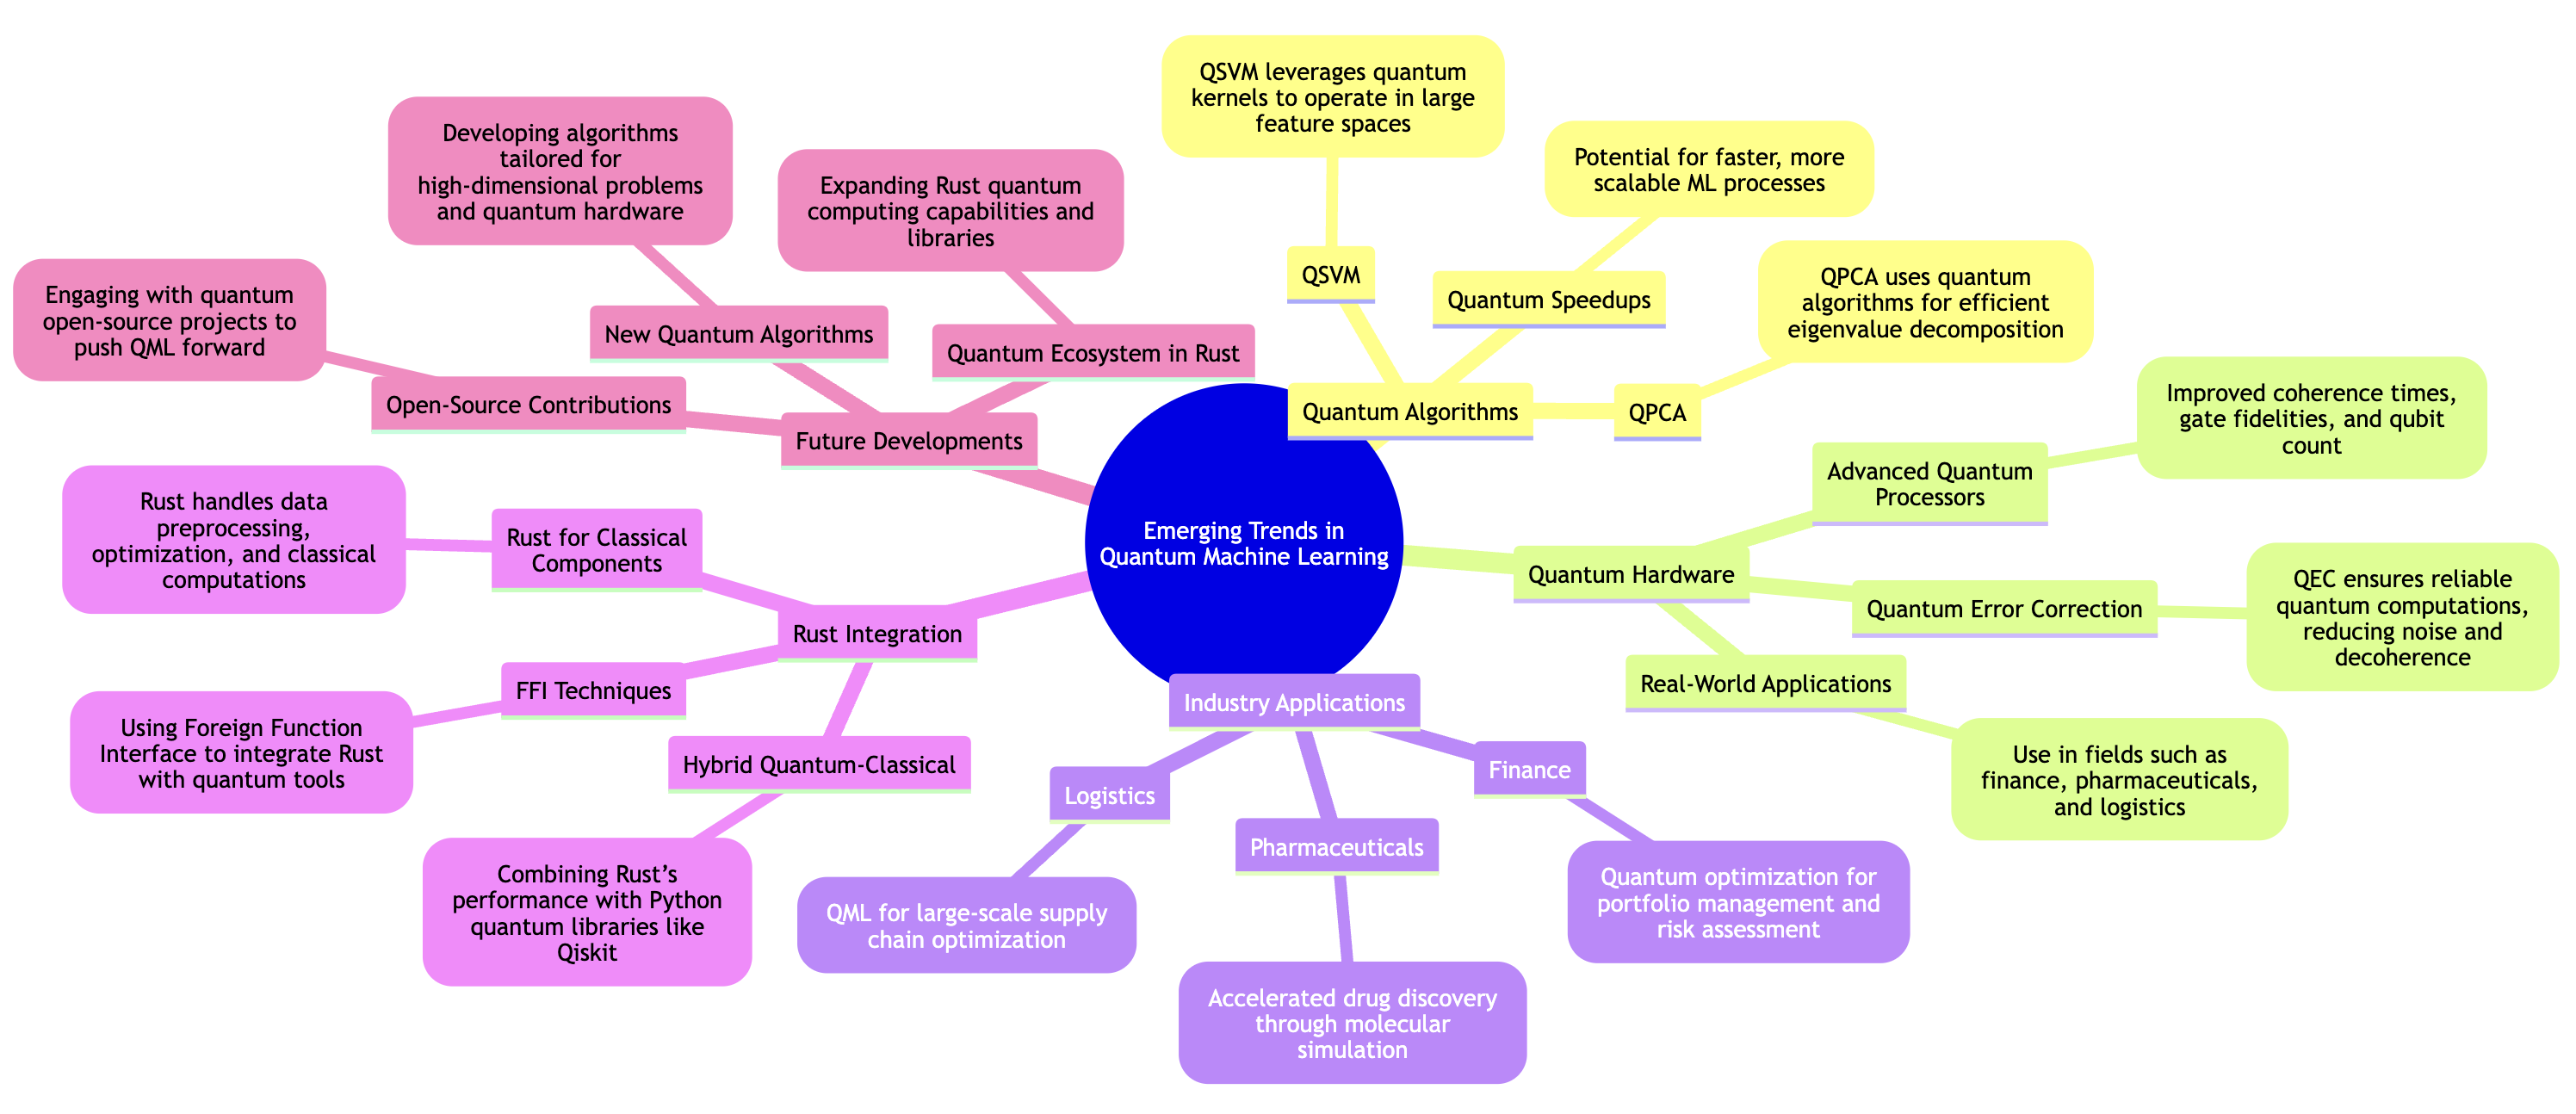 Emerging Trends in
Quantum Machine Learning
Quantum Algorithms
QSVM
QSVM leverages quantum
kernels to operate in large
feature spaces
Quantum Speedups
Potential for faster, more
scalable ML processes
QPCA
QPCA uses quantum
algorithms for efficient
eigenvalue decomposition
Quantum Hardware
Advanced Quantum
Processors
Improved coherence times,
gate fidelities, and qubit
count
Quantum Error Correction
QEC ensures reliable
quantum computations,
reducing noise and
decoherence
Real-World Applications
Use in fields such as
finance, pharmaceuticals,
and logistics
Industry Applications
Finance
Quantum optimization for
portfolio management and
risk assessment
Pharmaceuticals
Accelerated drug discovery
through molecular
simulation
Logistics
QML for large-scale supply
chain optimization
Rust Integration
Hybrid Quantum-Classical
Combining Rust’s
performance with Python
quantum libraries like
Qiskit
FFI Techniques
Using Foreign Function
Interface to integrate Rust
with quantum tools
Rust for Classical
Components
Rust handles data
preprocessing,
optimization, and classical
computations
Future Developments
Open-Source Contributions
Engaging with quantum
open-source projects to
push QML forward
New Quantum Algorithms
Developing algorithms
tailored for
high-dimensional problems
and quantum hardware
Quantum Ecosystem in Rust
Expanding Rust quantum
computing capabilities and
libraries